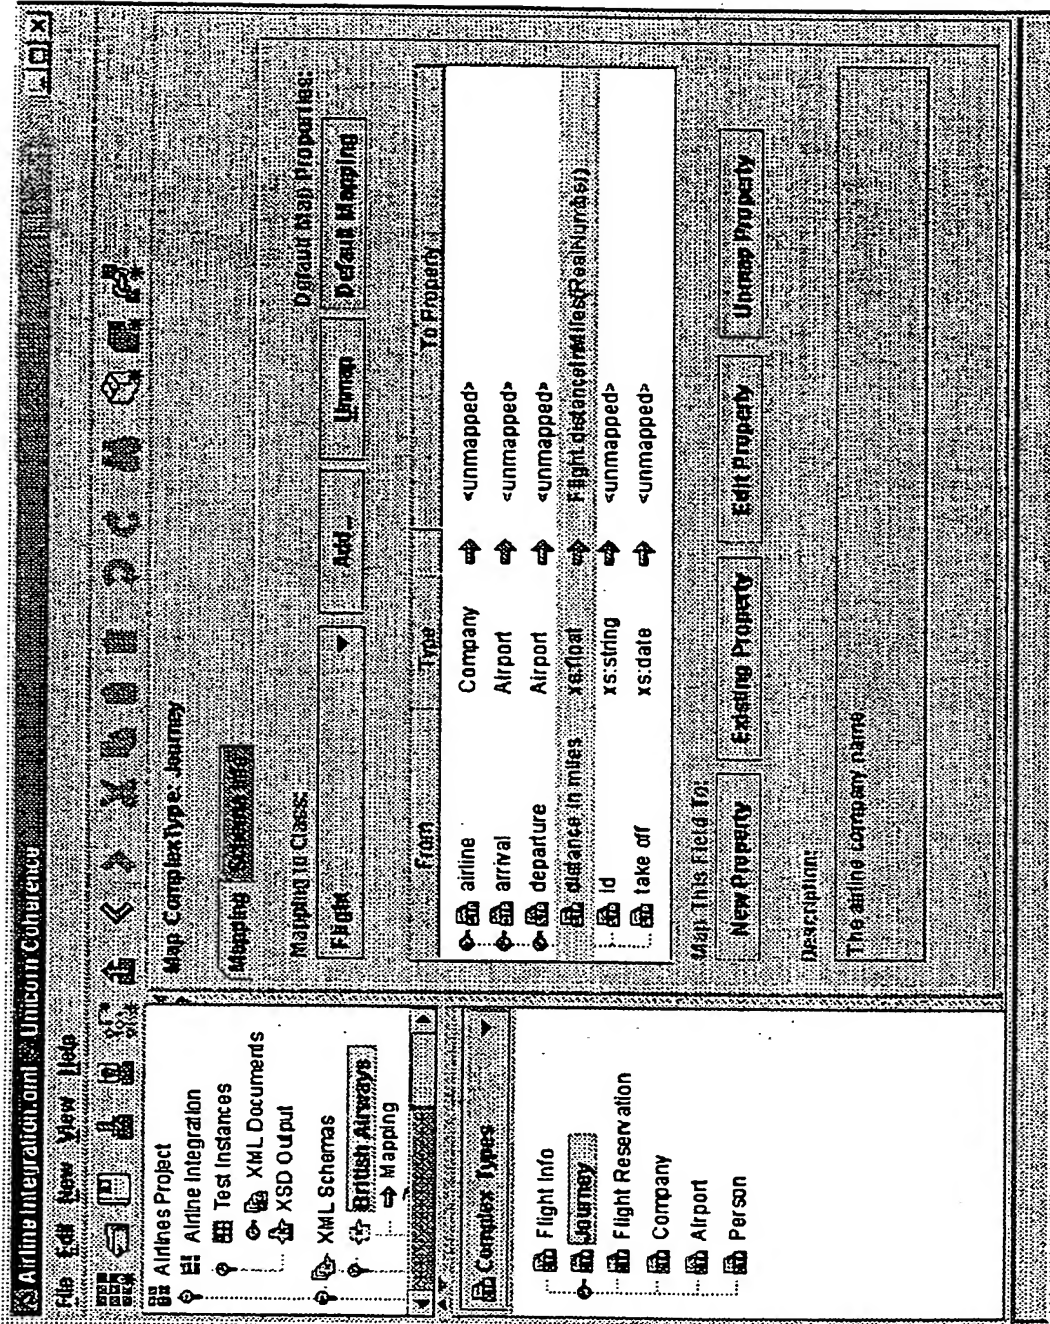 Airline Integration.oml - Unicorn Coherence
File Edit New View Help
Airlines Project
Airline Integration
Test Instances
XML Documents
XSD Output
XML Schemas
British Airways
Mapping
Complex Types
Flight Info
Journey
Flight Reservation
Company
Airport
Person
Map ComplexType: Journey
Mapping Schema Info
Mapping to Class: Default Map Properties:
Flight Add... Unmap Default Mapping
From Type To Property
airline Company <unmapped>
arrival Airport <unmapped>
departure Airport <unmapped>
distance in miles xs:float Flight.distanceInMiles(RealNumber)
id xs:string <unmapped>
take off xs:date <unmapped>
Map This Field To:
New Property Existing Property Edit Property Unmap Property
Description:
The airline company name